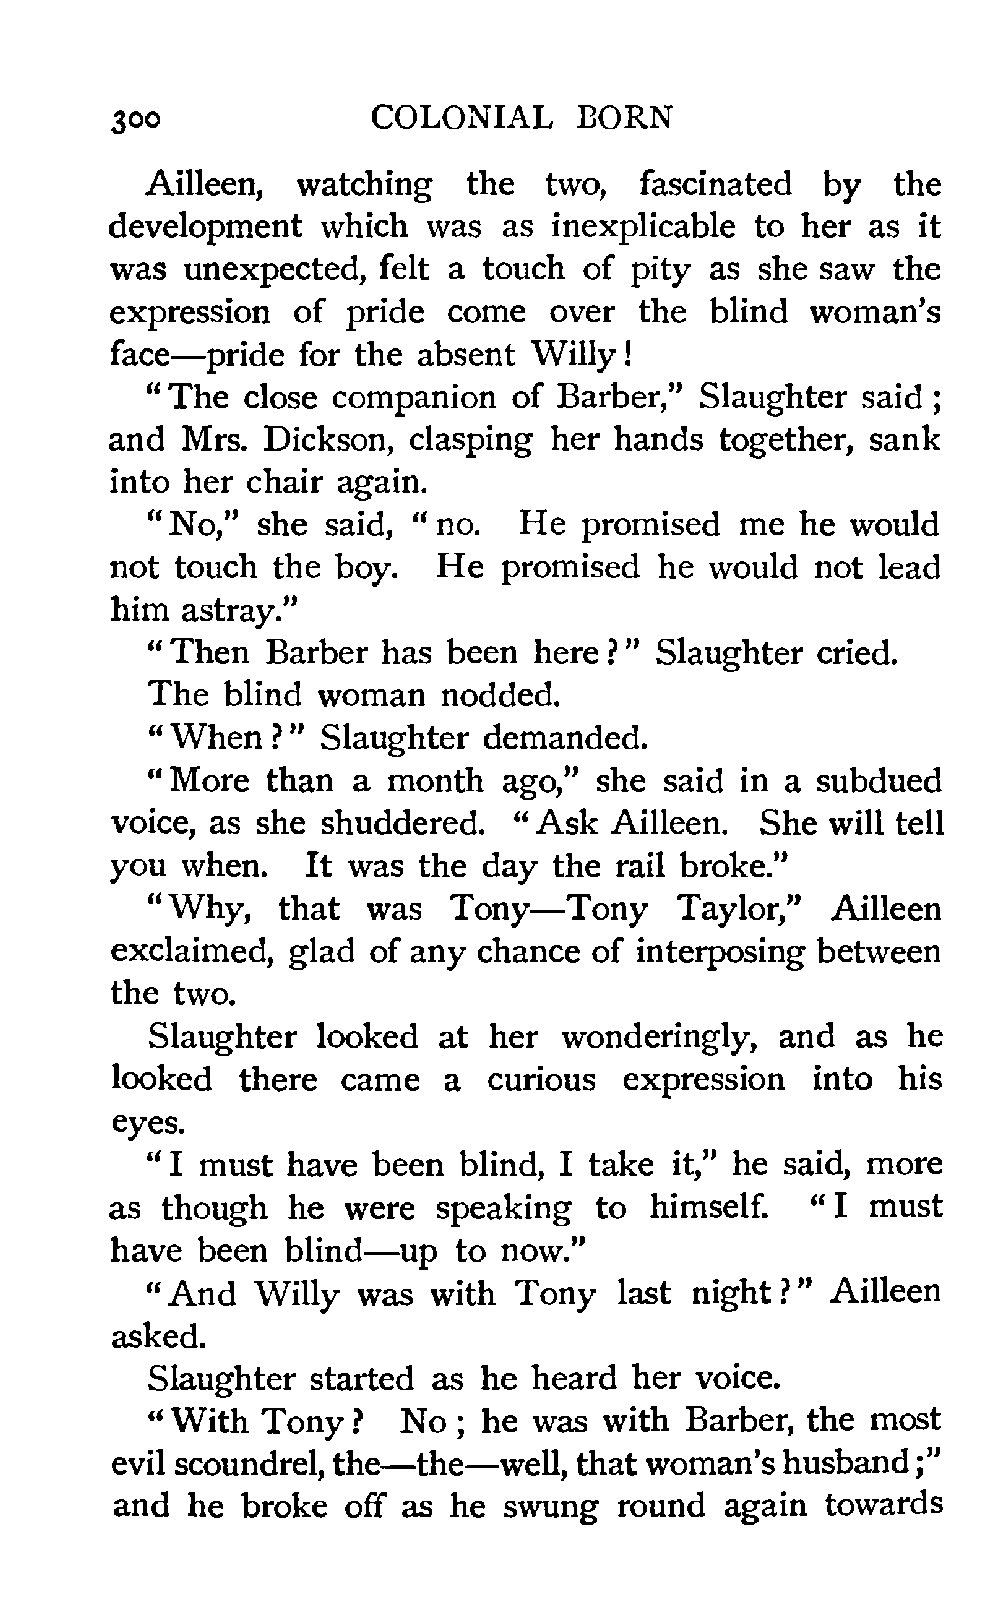 300 COLONIAL BORN
Ailleen, watching the two, fascinated by the
development which was as inexplicable to her as it
was unexpected, felt a touch of pity as she saw the
expression of pride come over the blind woman's
face—pride for the absent Willy!
"The close companion of Barber," Slaughter said;
and Mrs. Dickson, clasping her hands together, sank
into her chair again.
"No," she said, "no. He promised me he would
not touch the boy. He promised he would not lead
him astray."
"Then Barber has been here?" Slaughter cried.
The blind woman nodded.
"When?" Slaughter demanded.
"More than a month ago," she said in a subdued
voice, as she shuddered. "Ask Ailleen. She will tell
you when. It was the day the rail broke."
"Why, that was Tony—Tony Taylor," Ailleen
exclaimed, glad of any chance of interposing between
the two.
Slaughter looked at her wonderingly, and as he
looked there came a curious expression into his
eyes.
"I must have been blind, I take it," he said, more
as though he were speaking to himself. "I must
have been blind—up to now."
"And Willy was with Tony last night?" Ailleen
asked.
Slaughter started as he heard her voice.
"With Tony? No; he was with Barber, the most
evil scoundrel, the—the—well, that woman's husband;"
and he broke off as he swung round again towards